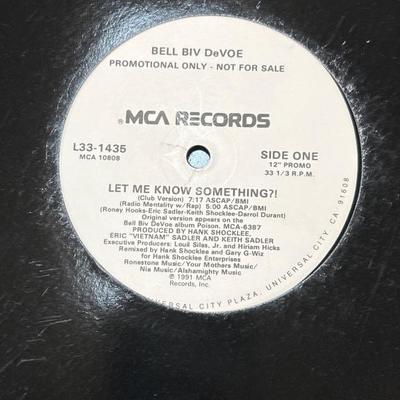 BELL BIV DeVOE
PROMOTIONAL ONLY - NOT FOR SALE
®MCA RECORDS
L33-1435
MCA 10808
SIDE ONE
12" PROMO
33 1/3 R.P.M.
LET ME KNOW SOMETHING?!
(Club Version) 7:17 ASCAP/BMI
(Radio Mentality w/Rap) 5:00 ASCAP/BMI
(Roney Hooks-Eric Sadler-Keith Shocklee-Darrol Durant)
Original version appears on the
Bell Biv DeVoe album Poison. MCA-6387
PRODUCED BY HANK SHOCKLEE,
ERIC "VIETNAM" SADLER AND KEITH SADLER
Executive Producers: Louil Silas, Jr. and Hiriam Hicks
Remixed by Hank Shocklee and Gary G-Wiz
for Hank Shocklee Enterprises
Ronestone Music/Your Mothers Music/
Nia Music/Alshamighty Music
℗ 1991 MCA
Records, Inc.
UNIVERSAL CITY PLAZA, UNIVERSAL CITY, CA. 91608